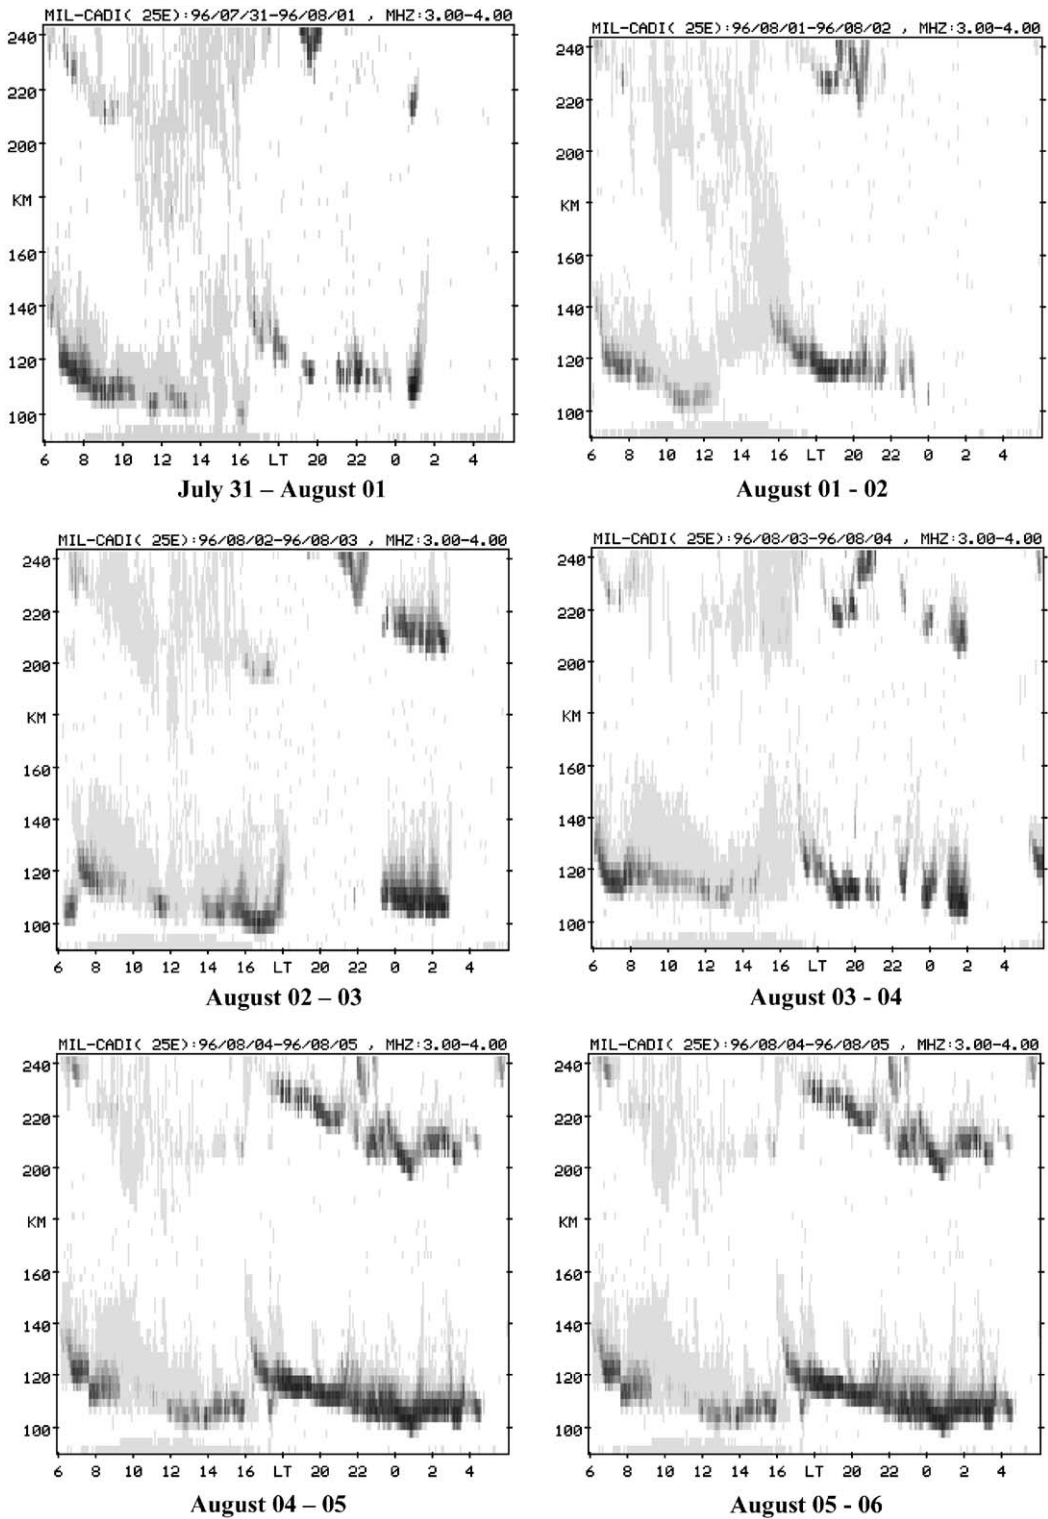 MIL-CADI( 25E):96/07/31-96/08/01 , MHZ:3.00-4.00
240
220
200
KM
160
140
120
100
6 8 10 12 14 16 LT 20 22 0 2 4
July 31 – August 01
MIL-CADI( 25E):96/08/01-96/08/02 , MHZ:3.00-4.00
240
220
200
KM
160
140
120
100
6 8 10 12 14 16 LT 20 22 0 2 4
August 01 - 02
MIL-CADI( 25E):96/08/02-96/08/03 , MHZ:3.00-4.00
240
220
200
KM
160
140
120
100
6 8 10 12 14 16 LT 20 22 0 2 4
August 02 – 03
MIL-CADI( 25E):96/08/03-96/08/04 , MHZ:3.00-4.00
240
220
200
KM
160
140
120
100
6 8 10 12 14 16 LT 20 22 0 2 4
August 03 - 04
MIL-CADI( 25E):96/08/04-96/08/05 , MHZ:3.00-4.00
240
220
200
KM
160
140
120
100
6 8 10 12 14 16 LT 20 22 0 2 4
August 04 – 05
MIL-CADI( 25E):96/08/04-96/08/05 , MHZ:3.00-4.00
240
220
200
KM
160
140
120
100
6 8 10 12 14 16 LT 20 22 0 2 4
August 05 - 06